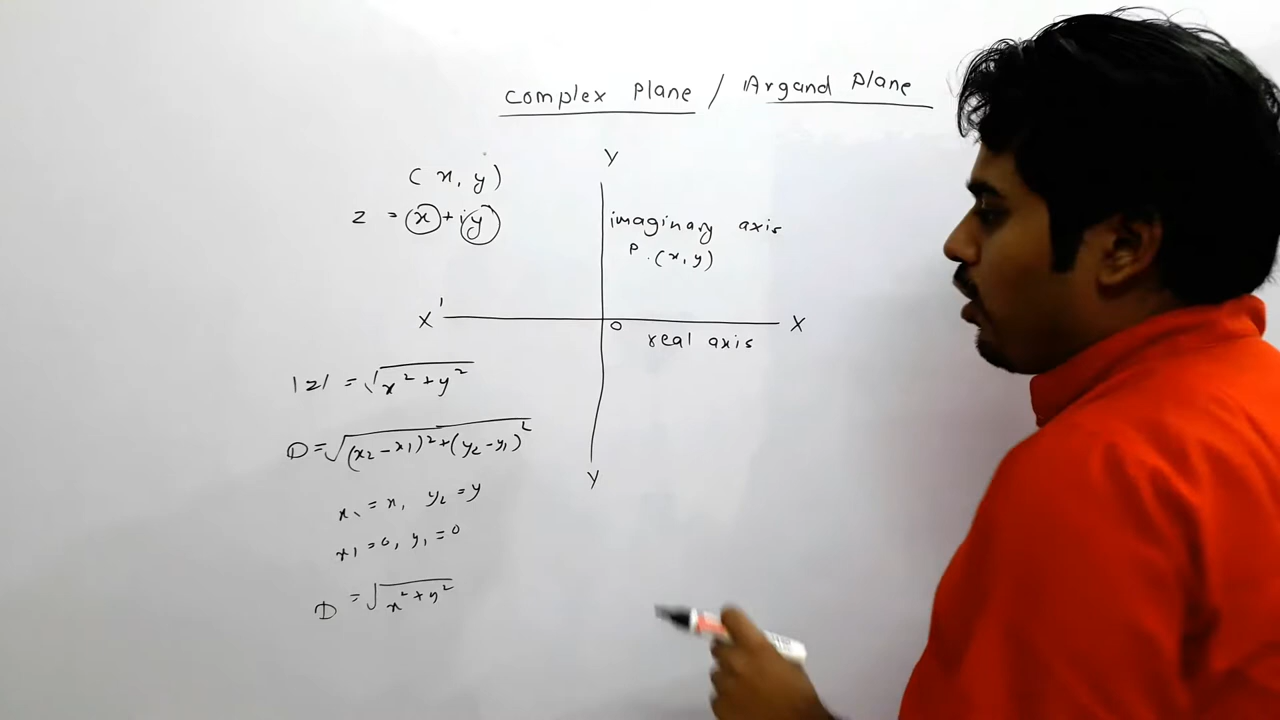 Complex Plane / Argand Plane
Y
(x, y)
z = x + iy
imaginary axis
P. (x, y)
X'
O
X
real axis
|z| = √x² + y²
D = √(x₂ - x₁)² + (y₂ - y₁)²
Y
x₂ = x, y₂ = y
x₁ = 0, y₁ = 0
D = √x² + y²